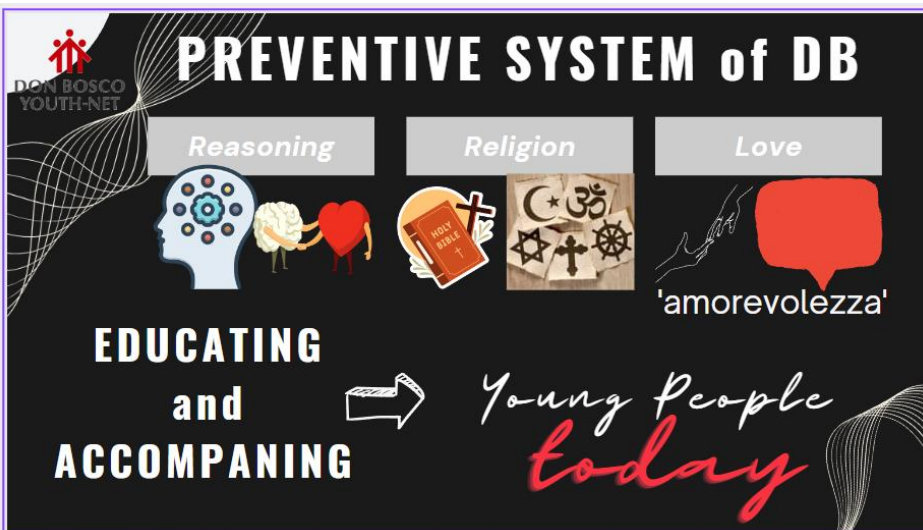 DON BOSCO
YOUTH-NET
PREVENTIVE SYSTEM of DB
Reasoning
Religion
Love
HOLY
BIBLE
'amorevolezza'
EDUCATING
and
ACCOMPANING
Young People
today